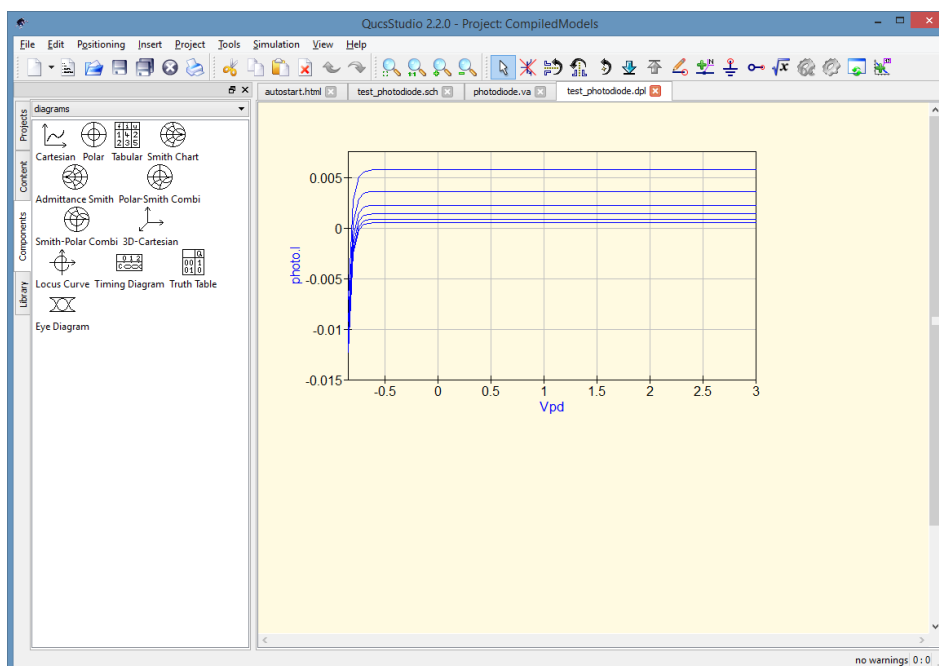 QucsStudio 2.2.0 - Project: CompiledModels
File Edit Positioning Insert Project Tools Simulation View Help
autostart.html test_photodiode.sch photodiode.va test_photodiode.dpl
Projects
Content
Components
Library
diagrams
Cartesian Polar Tabular Smith Chart
Admittance Smith Polar-Smith Combi
Smith-Polar Combi 3D-Cartesian
Locus Curve Timing Diagram Truth Table
Eye Diagram
photo.I
0.005
0
-0.005
-0.01
-0.015
-0.5 0 0.5 1 1.5 2 2.5 3
Vpd
no warnings 0 : 0